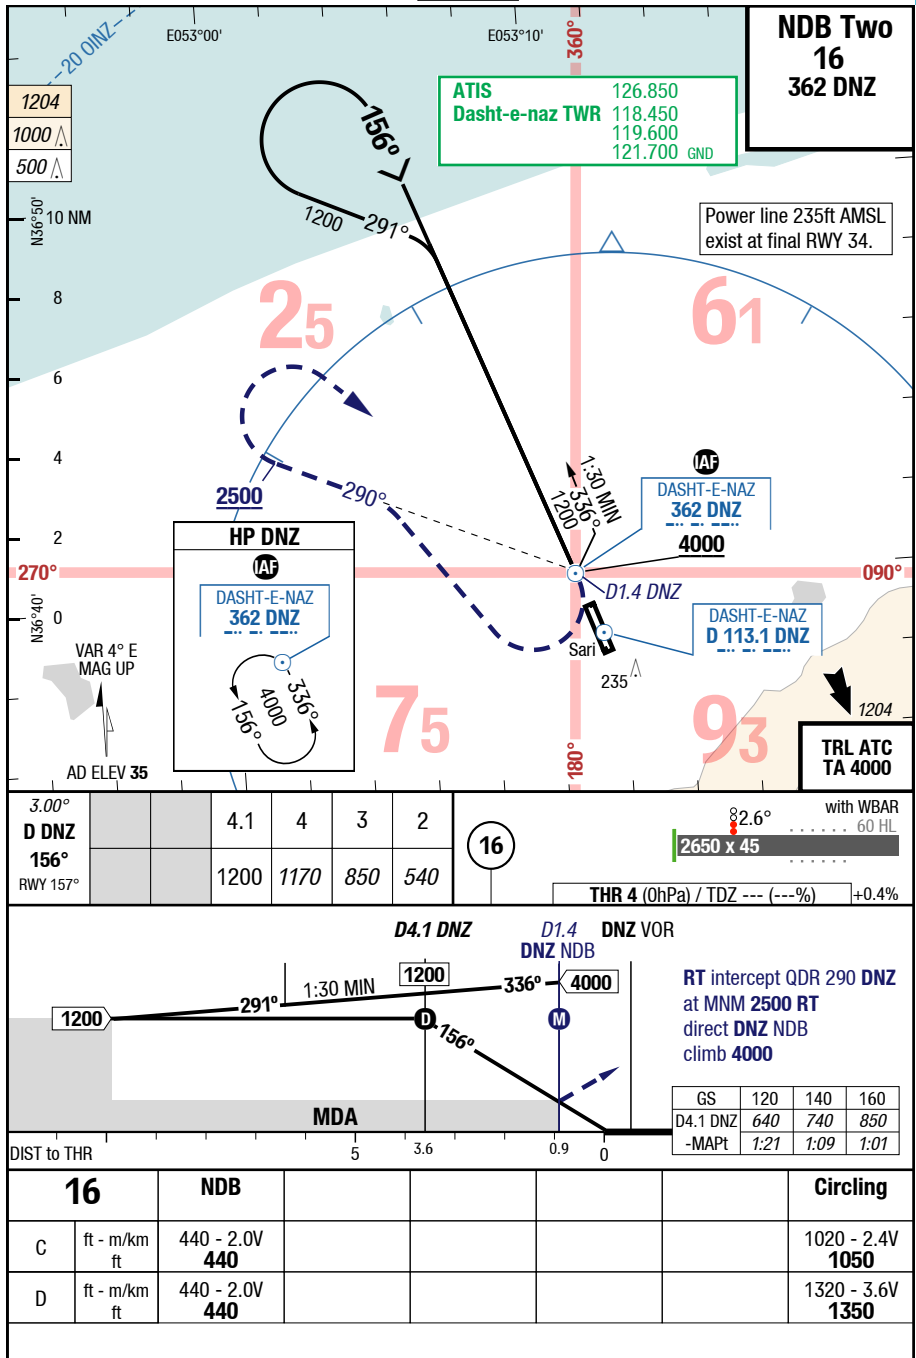 NDB Two
16
362 DNZ
E053°00'
E053°10'
20 OINZ
360°
1204
1000
500
ATIS 126.850
Dasht-e-naz TWR 118.450
119.600
121.700 GND
156°
1200 291°
N36°50'
10 NM
8
6
4
2
0
N36°40'
Power line 235ft AMSL
exist at final RWY 34.
25
61
75
93
2500
290°
1:30 MIN
336°
1200
IAF
DASHT-E-NAZ
362 DNZ
4000
270°
090°
180°
D1.4 DNZ
DASHT-E-NAZ
D 113.1 DNZ
Sari
235
HP DNZ
IAF
DASHT-E-NAZ
362 DNZ
336°
4000
156°
VAR 4° E
MAG UP
AD ELEV 35
1204
TRL ATC
TA 4000
3.00°
D DNZ
156°
RWY 157°
4.1 4 3 2
1200 1170 850 540
16
2.6°
with WBAR
60 HL
2650 x 45
THR 4 (0hPa) / TDZ --- (---%) +0.4%
D4.1 DNZ
D1.4
DNZ NDB
DNZ VOR
1200
291°
1:30 MIN
1200
336°
4000
D
M
156°
MDA
RT intercept QDR 290 DNZ
at MNM 2500 RT
direct DNZ NDB
climb 4000
GS 120 140 160
D4.1 DNZ 640 740 850
-MAPt 1:21 1:09 1:01
DIST to THR 5 3.6 0.9 0
16 NDB Circling
C ft - m/km 440 - 2.0V 1020 - 2.4V
ft 440 1050
D ft - m/km 440 - 2.0V 1320 - 3.6V
ft 440 1350